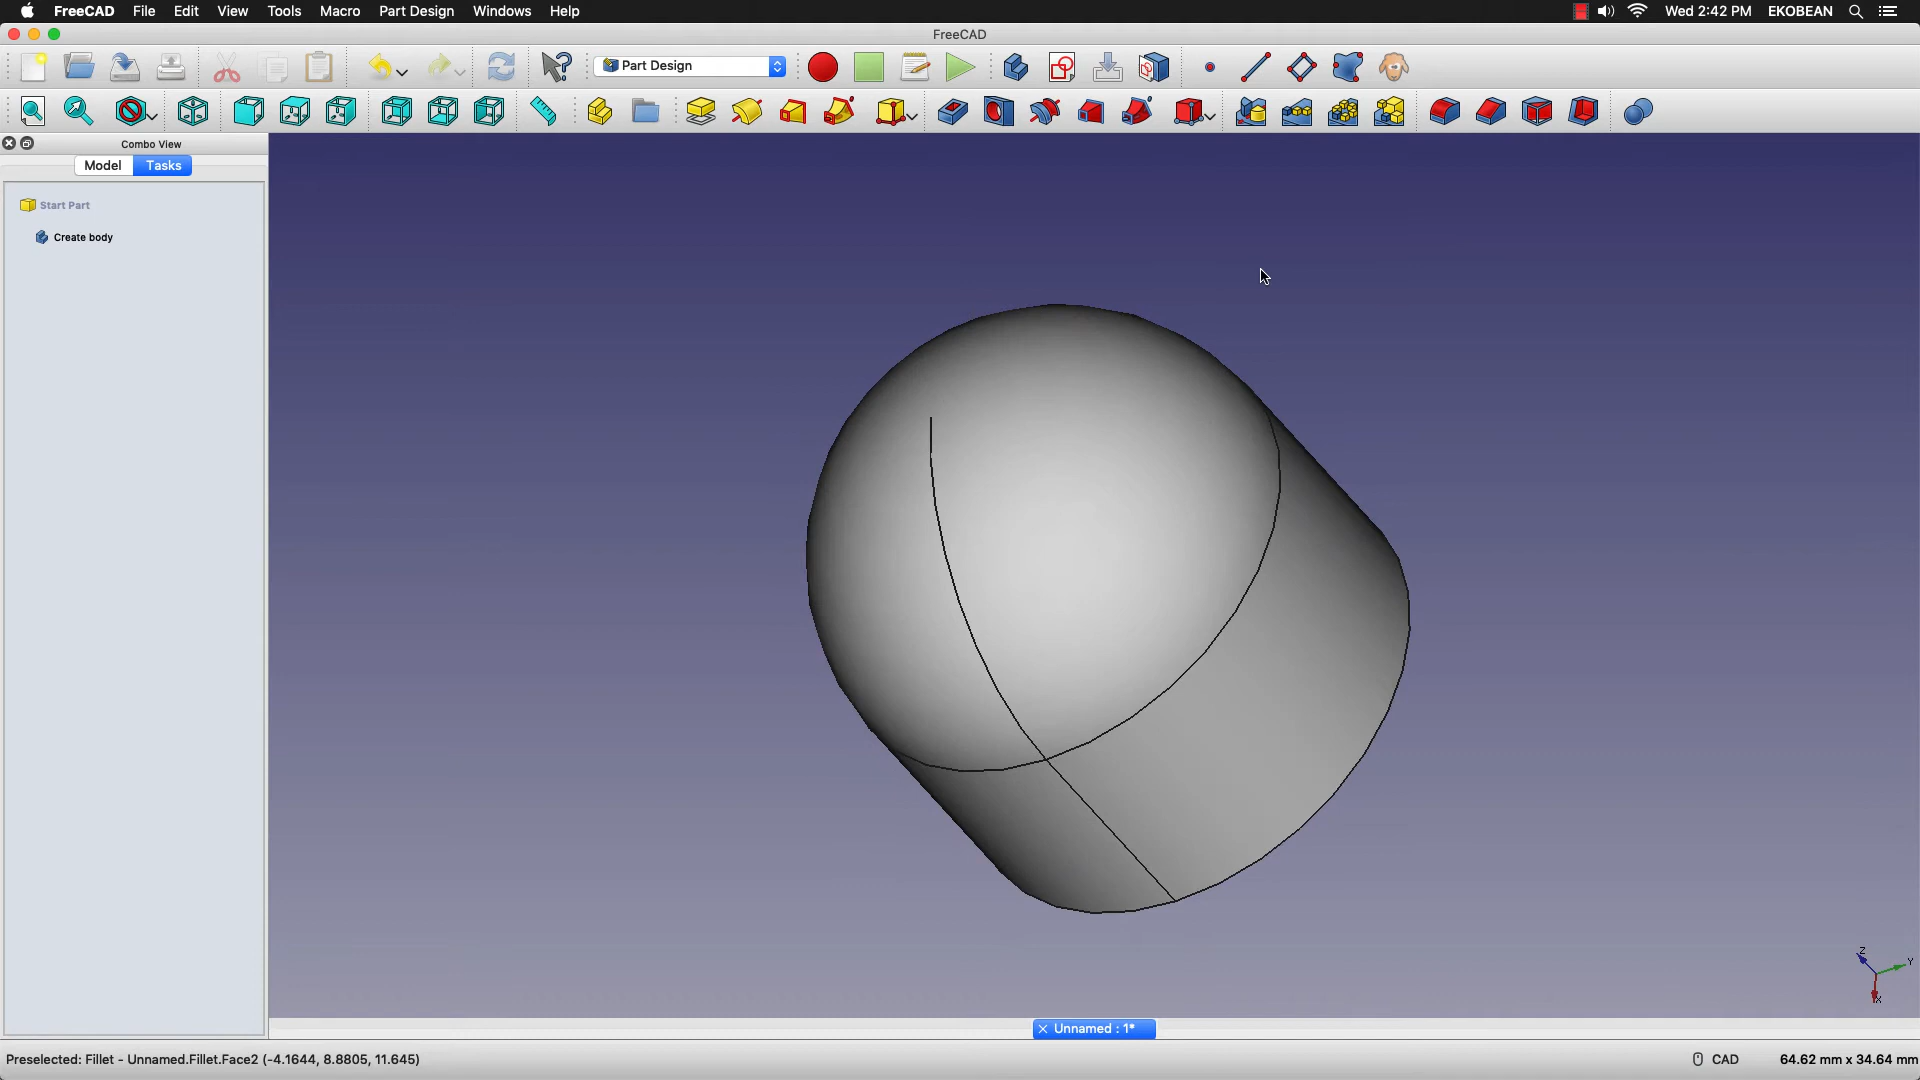 FreeCAD File Edit View Tools Macro Part Design Windows Help Wed 2:42 PM EKOBEAN
FreeCAD
Part Design
Combo View
Model Tasks
Start Part
Create body
Z
Y
X
Unnamed : 1*
Preselected: Fillet - Unnamed.Fillet.Face2 (-4.1644, 8.8805, 11.645) CAD 64.62 mm x 34.64 mm